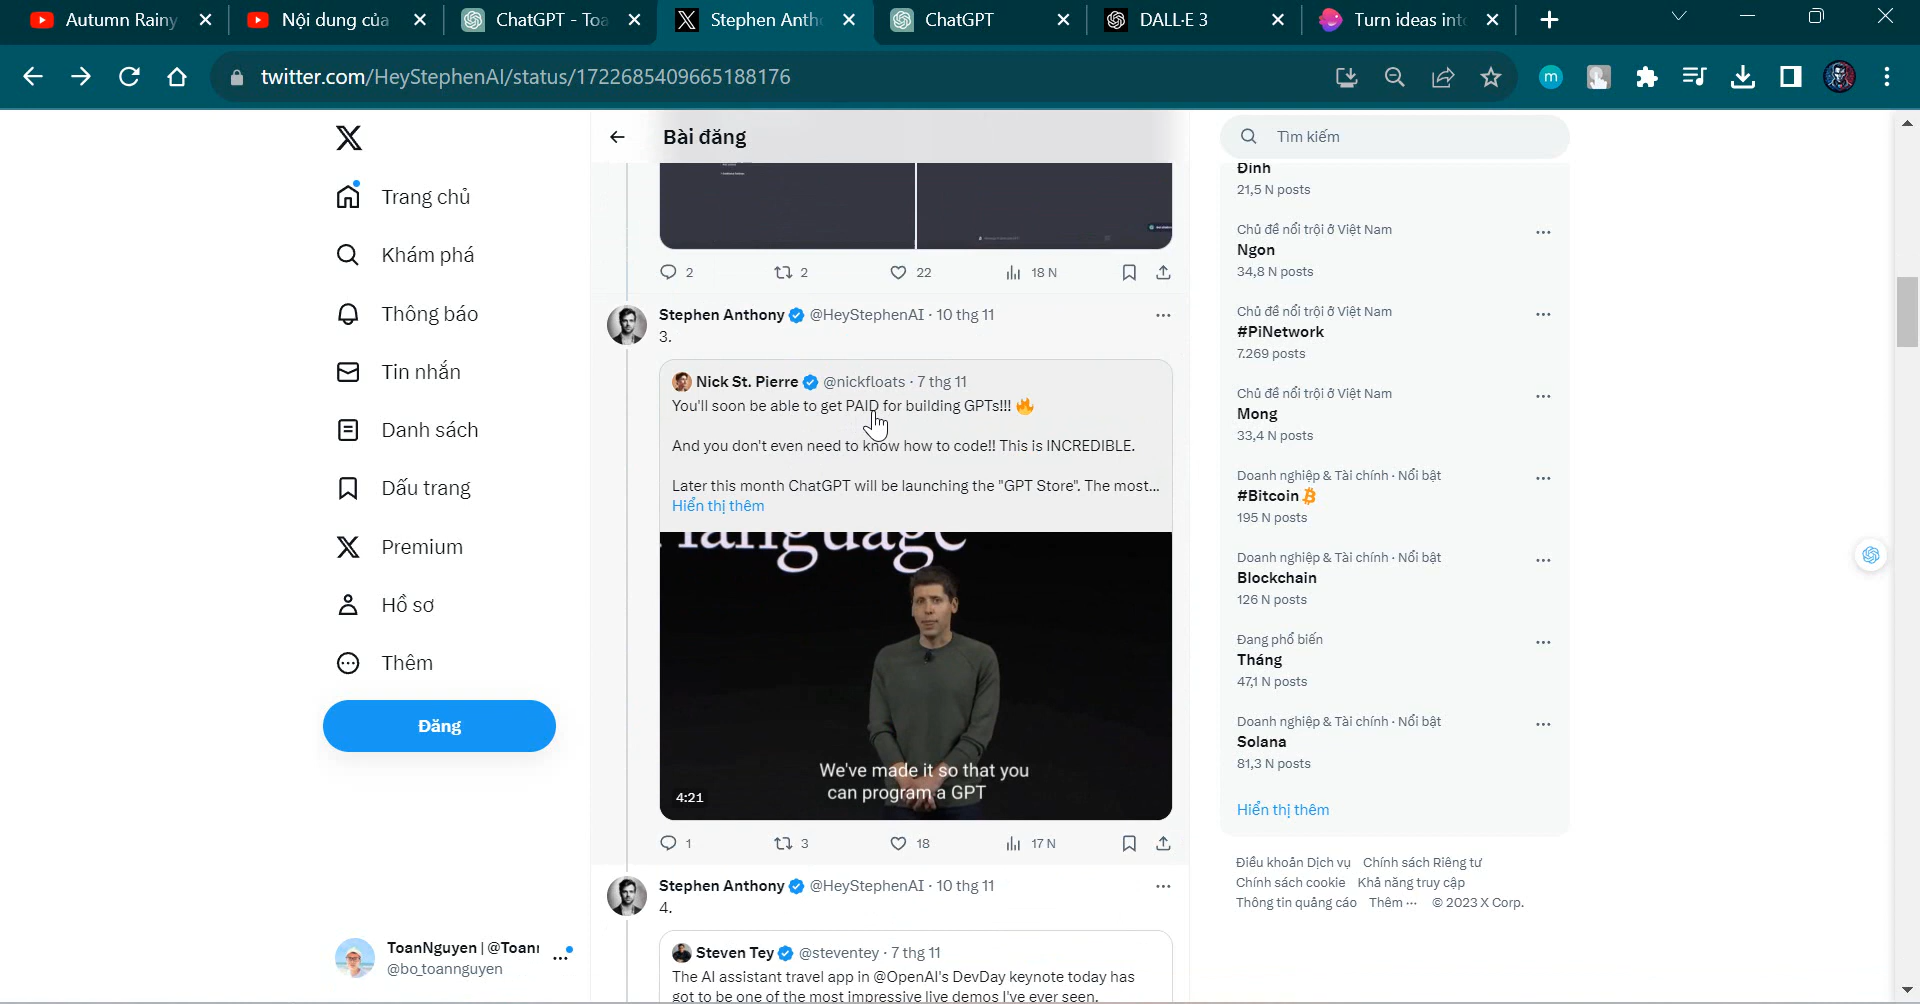 Autumn Rainy
Nội dung củа
ChatGPT - Toa
Stephen Antho
ChatGPT
DALL·E 3
Turn ideas into
twitter.com/HeyStephenAI/status/1722685409665188176
m
Bài đăng
Tìm kiếm
Trang chủ
Khám phá
Thông báo
Tin nhắn
Danh sách
Dấu trang
Premium
Hồ sơ
Thêm
Đăng
ToanNguyen | @Toanı
@bo_toannguyen
2
2
22
18 N
Stephen Anthony @HeyStephenAI · 10 thg 11
3.
Nick St. Pierre @nickfloats · 7 thg 11
You'll soon be able to get PAID for building GPTs!!! 🔥
And you don't even need to know how to code!! This is INCREDIBLE.
Later this month ChatGPT will be launching the "GPT Store". The most...
Hiển thị thêm
language
We've made it so that you
can program a GPT
4:21
1
3
18
17 N
Stephen Anthony @HeyStephenAI · 10 thg 11
4.
Steven Tey @steventey · 7 thg 11
The AI assistant travel app in @OpenAI's DevDay keynote today has
got to be one of the most impressive live demos I've ever seen.
Đình
21,5 N posts
Chủ đề nổi trội ở Việt Nam
Ngon
34,8 N posts
Chủ đề nổi trội ở Việt Nam
#PiNetwork
7.269 posts
Chủ đề nổi trội ở Việt Nam
Mong
33,4 N posts
Doanh nghiệp & Tài chính · Nổi bật
#Bitcoin
195 N posts
Doanh nghiệp & Tài chính · Nổi bật
Blockchain
126 N posts
Đang phổ biến
Tháng
47,1 N posts
Doanh nghiệp & Tài chính · Nổi bật
Solana
81,3 N posts
Hiển thị thêm
Điều khoản Dịch vụ Chính sách Riêng tư
Chính sách cookie Khả năng truy cập
Thông tin quảng cáo Thêm ··· © 2023 X Corp.